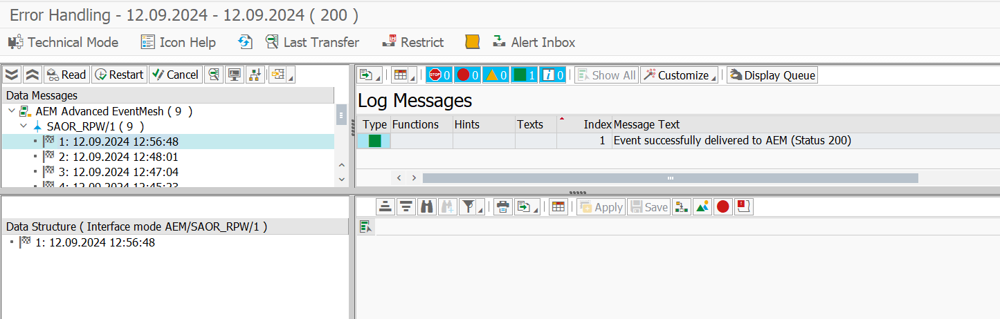 Error Handling - 12.09.2024 - 12.09.2024 ( 200 )
Technical Mode Icon Help Last Transfer Restrict Alert Inbox
Read Restart Cancel
Data Messages
AEM Advanced EventMesh ( 9 )
SAOR_RPW/1 ( 9 )
1: 12.09.2024 12:56:48
2: 12.09.2024 12:48:01
3: 12.09.2024 12:47:04
4: 12.09.2024 12:45:23
STOP 0 0 0 1 i 0 Show All Customize Display Queue
Log Messages
Type Functions Hints Texts Index Message Text
1 Event successfully delivered to AEM (Status 200)
Apply Save
Data Structure ( Interface mode AEM/SAOR_RPW/1 )
1: 12.09.2024 12:56:48